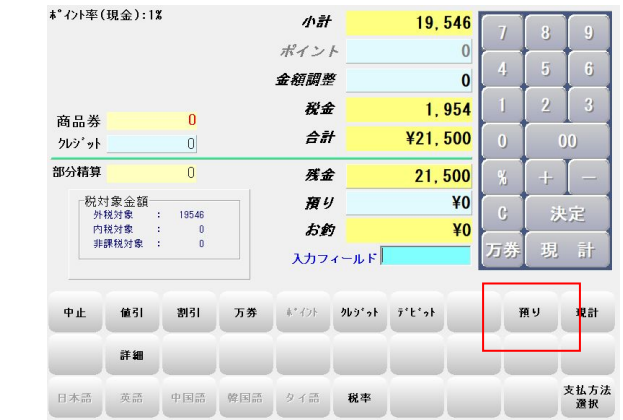 ﾎﾟｲﾝﾄ率(現金):1%
小計 19,546
ポイント 0
金額調整 0
税金 1,954
合計 ¥21,500
商品券 0
ｸﾚｼﾞｯﾄ 0
部分精算 0
残金 21,500
預り ¥0
お釣 ¥0
入力フィールド
税対象金額
外税対象 : 19546
内税対象 : 0
非課税対象 : 0
7 8 9
4 5 6
1 2 3
0 00
% + -
C 決定
万券 現計
中止 値引 割引 万券 ﾎﾟｲﾝﾄ ｸﾚｼﾞｯﾄ ﾃﾞﾋﾞｯﾄ 預り 現計
詳細
日本語 英語 中国語 韓国語 タイ語 税率 支払方法
選択